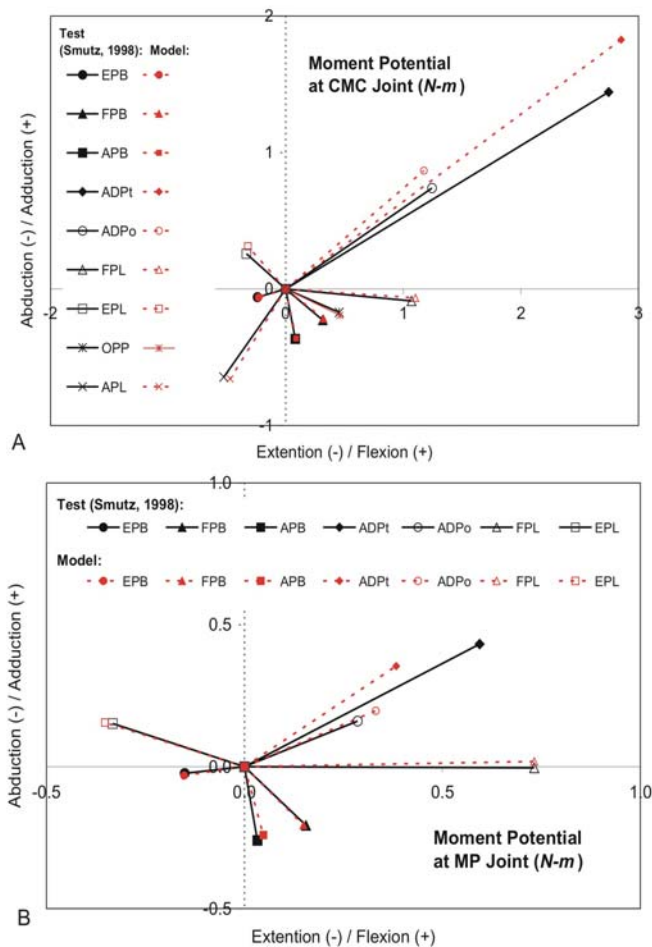 2
Test
(Smutz, 1998): Model:
Moment Potential
at CMC Joint (N-m)
EPB
FPB
APB
ADPt
ADPo
FPL
EPL
OPP
APL
1
0
-2
0
1
2
3
-1
Abduction (-) / Adduction (+)
A
Extention (-) / Flexion (+)
1.0
Test (Smutz, 1998):
EPB FPB APB ADPt ADPo FPL EPL
Model:
EPB FPB APB ADPt ADPo FPL EPL
0.5
0.0
-0.5 0.0 0.5 1.0
Moment Potential
at MP Joint (N-m)
-0.5
Abduction (-) / Adduction (+)
B
Extention (-) / Flexion (+)